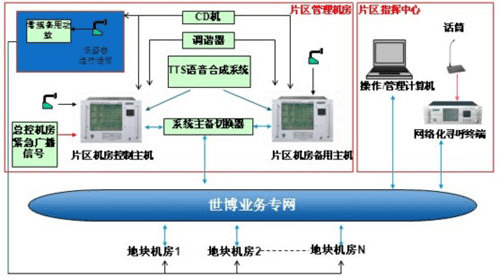 CD机
片区管理机房
片区指挥中心
调谐器
话筒
TTS语音合成系统
操作/管理计算机
总控机房
紧急广播
信号
系统主备切换器
片区机房控制主机
片区机房备用主机
网络化寻呼终端
世博业务专网
地块机房1
地块机房2
地块机房N